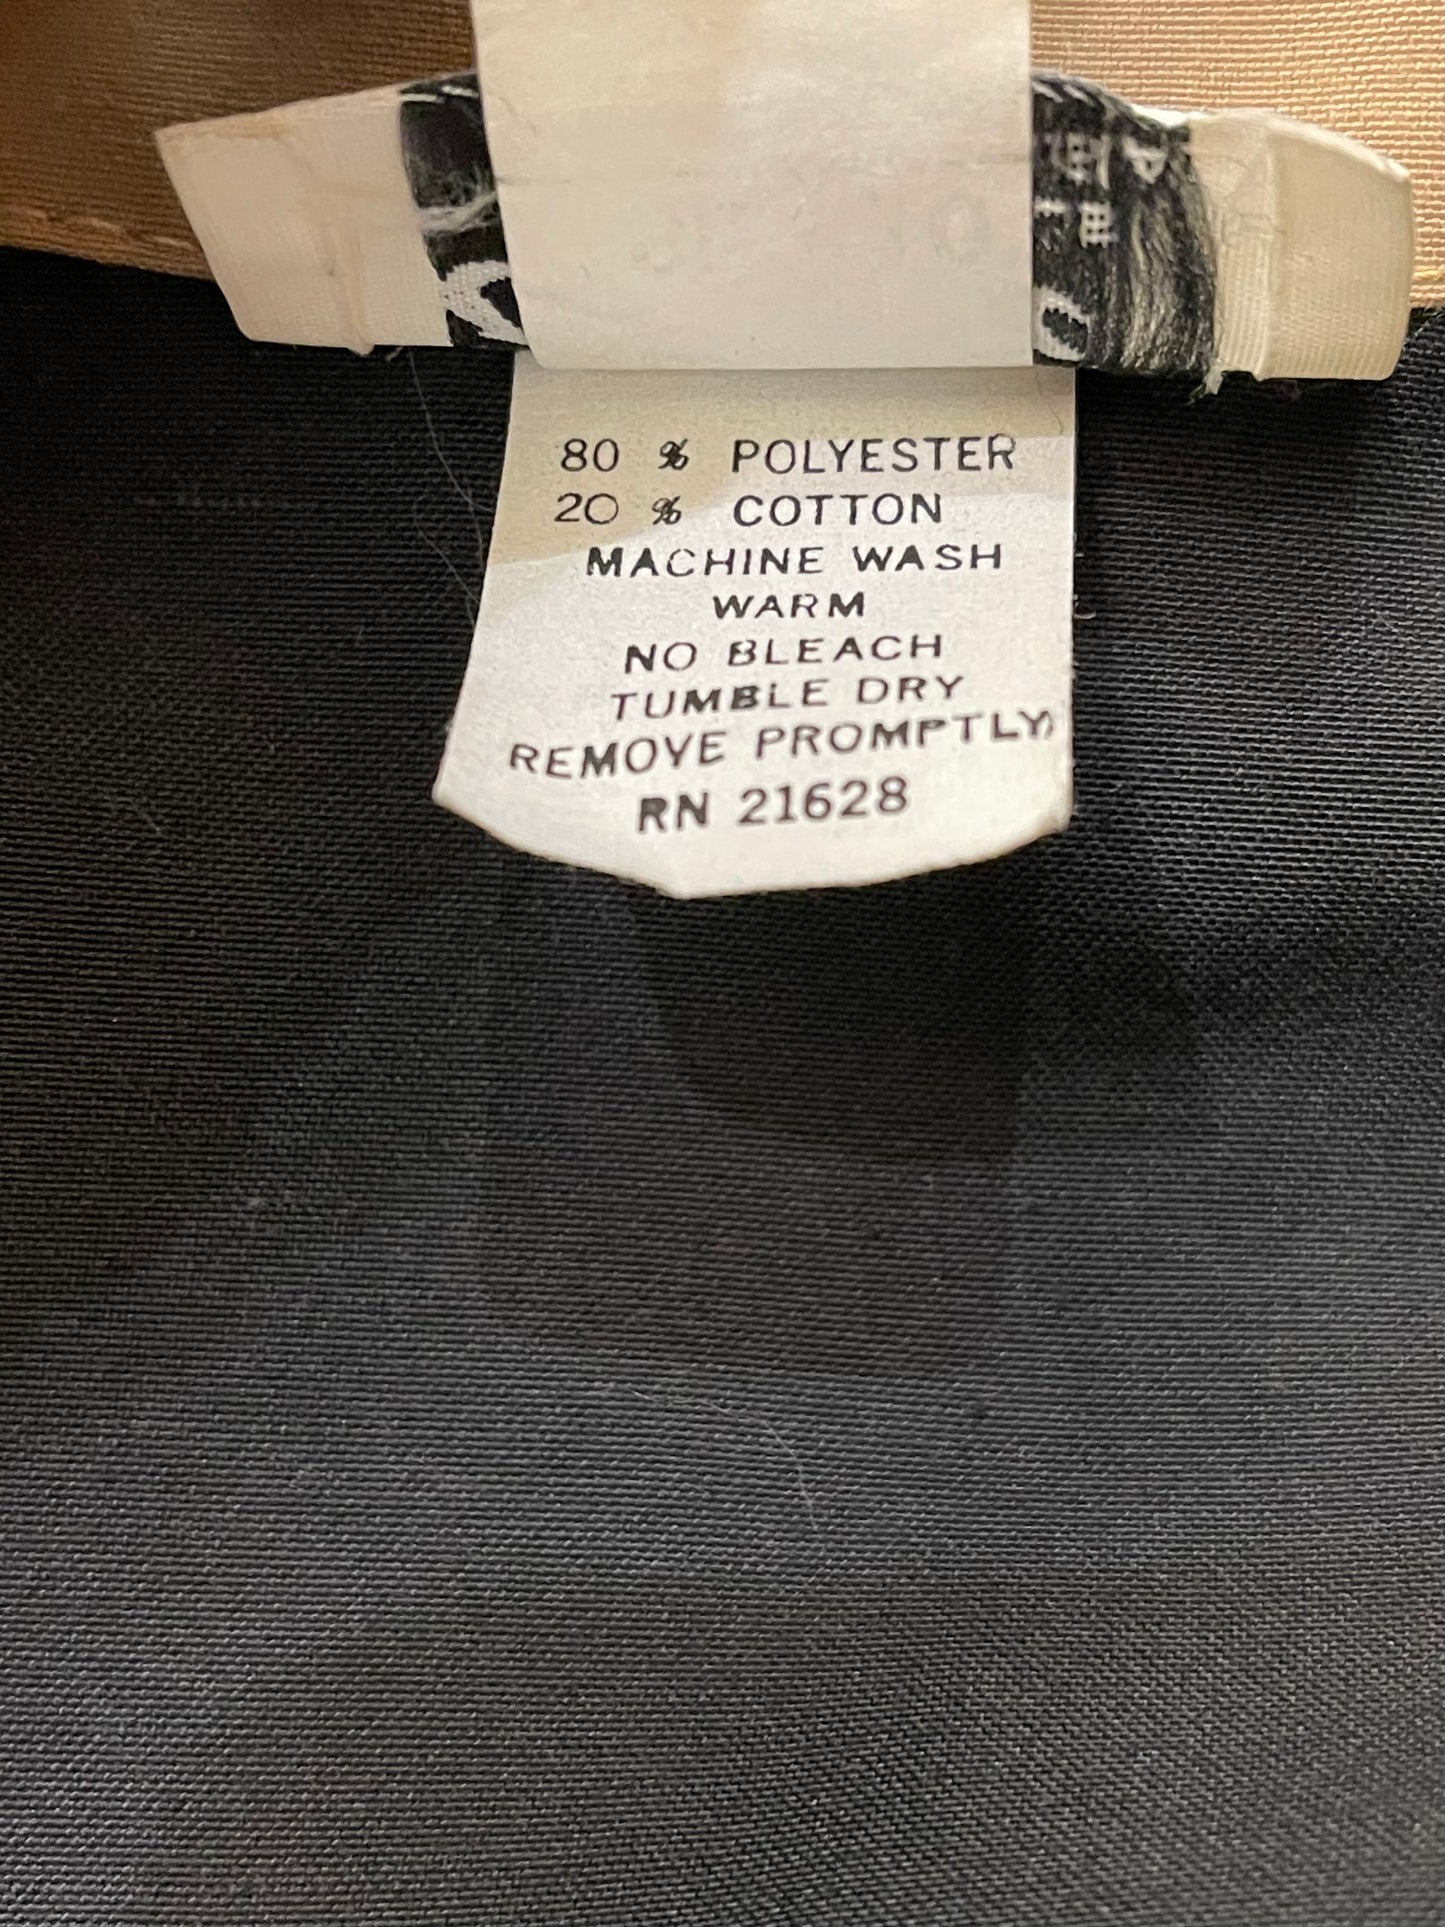 80 % POLYESTER
20 % COTTON
MACHINE WASH
WARM
NO BLEACH
TUMBLE DRY
REMOVE PROMPTLY
RN 21628